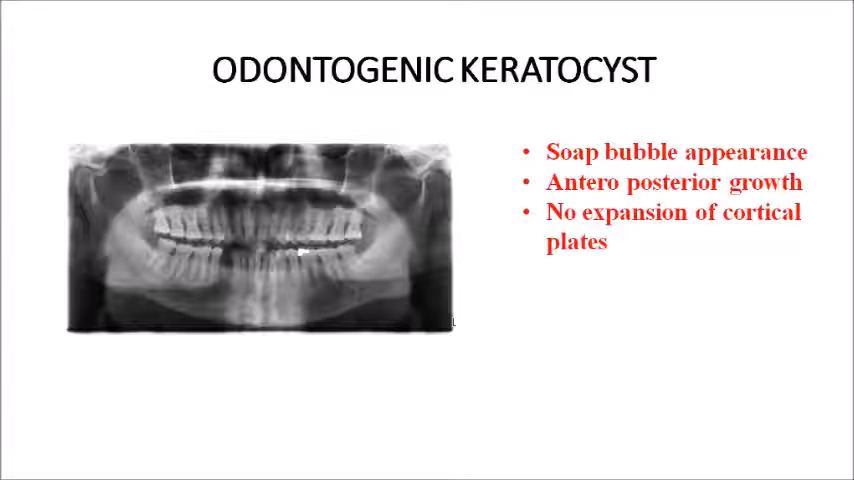 ODONTOGENIC KERATOCYST
• Soap bubble appearance
• Antero posterior growth
• No expansion of cortical
plates